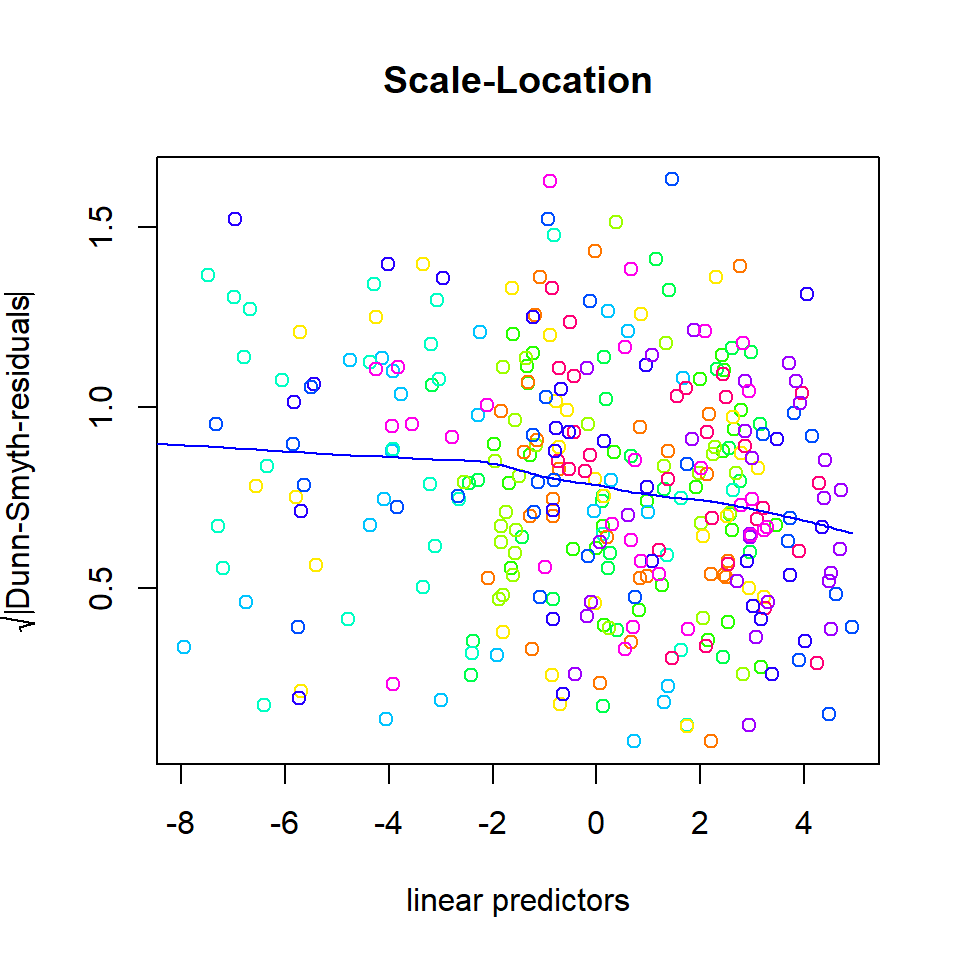 Scale-Location
√|Dunn-Smyth-residuals|
1.5
1.0
0.5
-8 -6 -4 -2 0 2 4
linear predictors